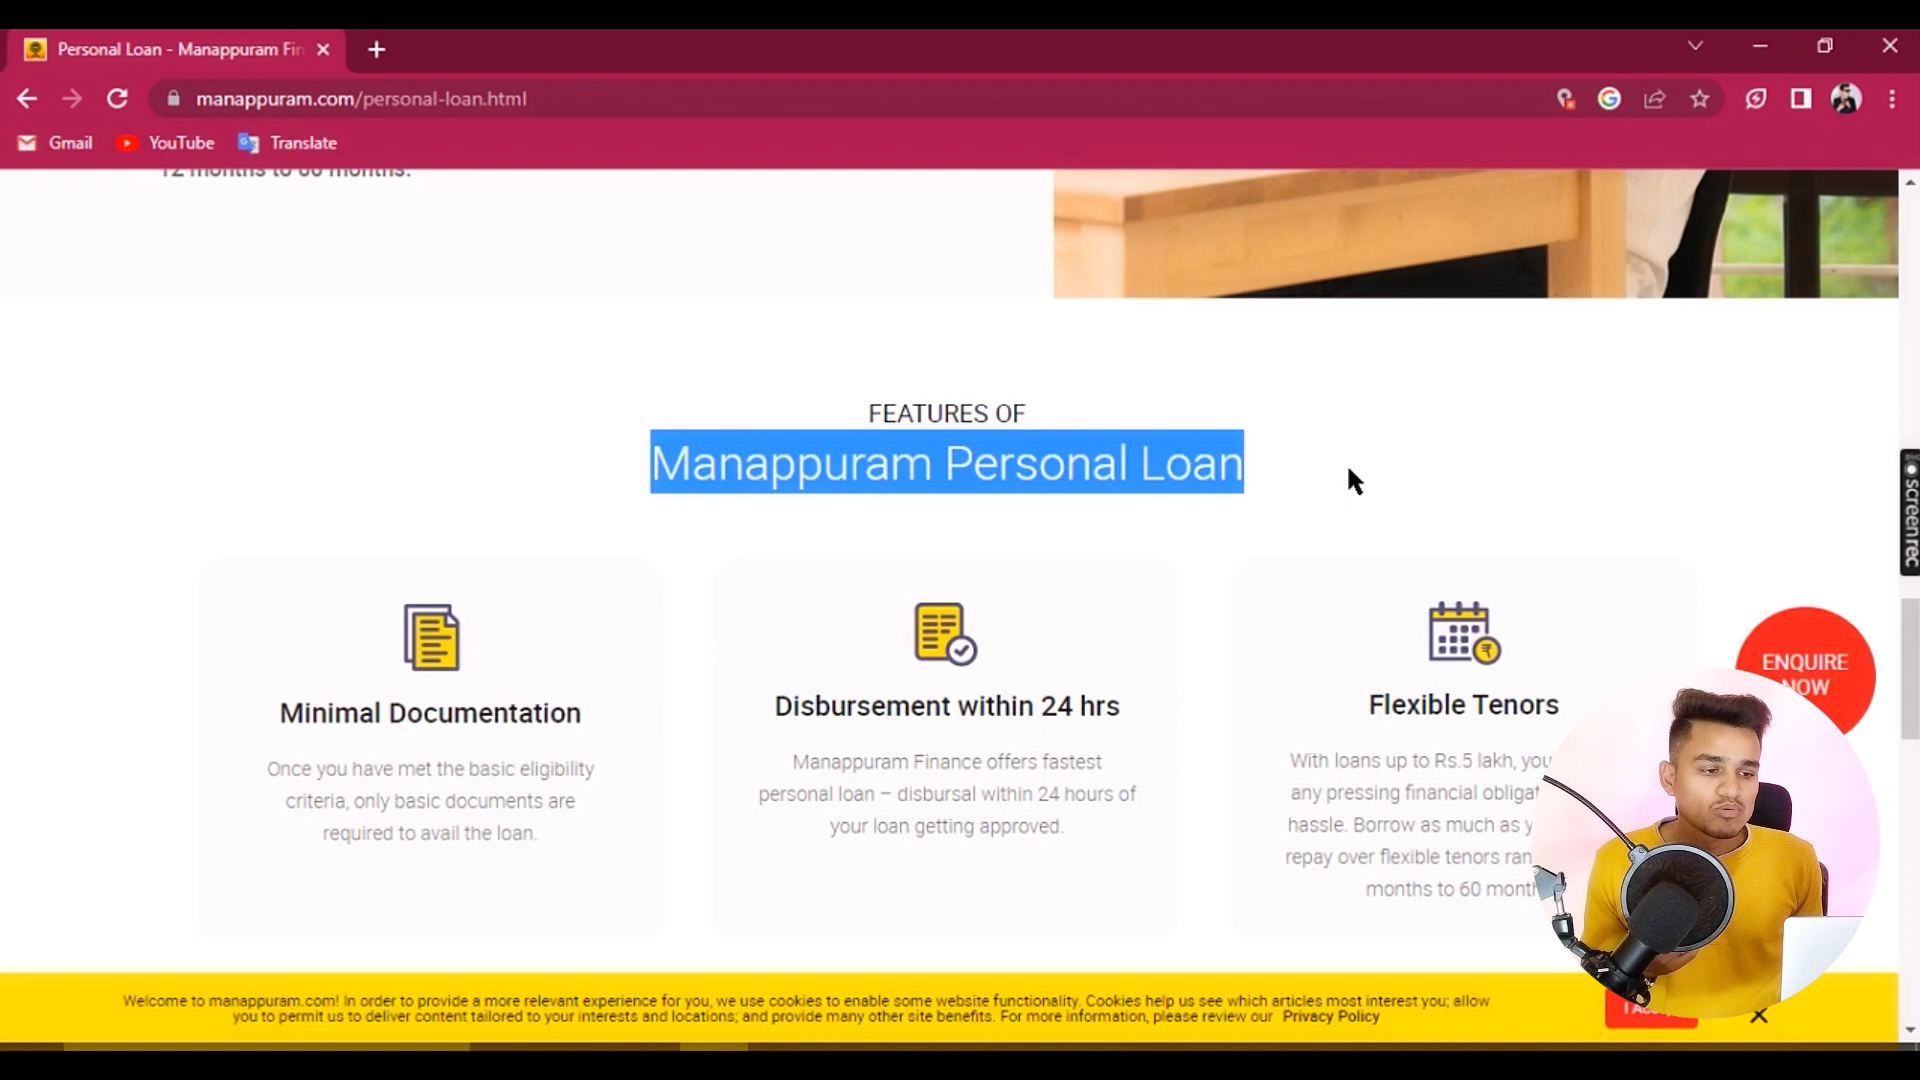 Personal Loan - Manappuram Fin
manappuram.com/personal-loan.html
Gmail
YouTube
Translate
12 months to 60 months.
FEATURES OF
Manappuram Personal Loan
Minimal Documentation
Once you have met the basic eligibility
criteria, only basic documents are
required to avail the loan.
Disbursement within 24 hrs
Manappuram Finance offers fastest
personal loan – disbursal within 24 hours of
your loan getting approved.
Flexible Tenors
With loans up to Rs.5 lakh, you
any pressing financial
hassle. Borrow as much as
repay over flexible tenors
months to 60
ENQUIRE
NOW
screenrec
Welcome to manappuram.com! In order to provide a more relevant experience for you, we use cookies to enable some website functionality. Cookies help us see which articles most interest you; allow
you to permit us to deliver content tailored to your interests and locations; and provide many other site benefits. For more information, please review our Privacy Policy